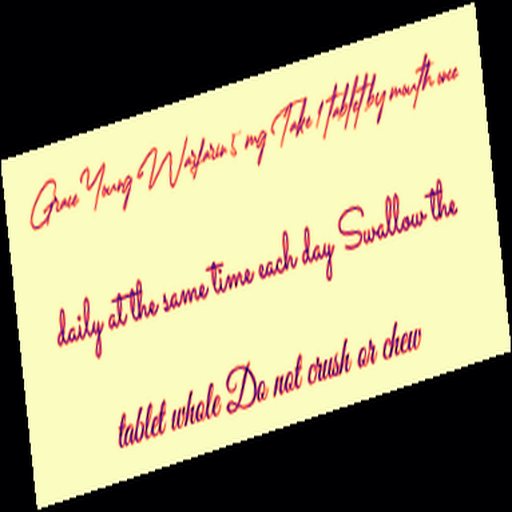 Grace Young Warfarin 5 mg Take 1 tablet by mouth once
daily at the same time each day Swallow the
tablet whole Do not crush or chew